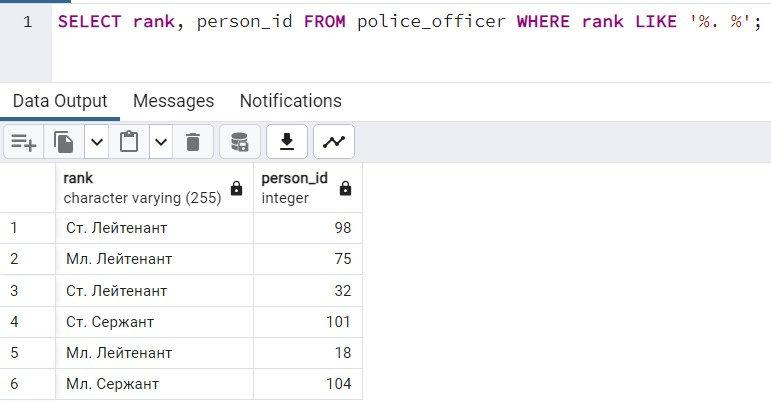 1 SELECT rank, person_id FROM police_officer WHERE rank LIKE '%. %';
Data Output Messages Notifications
rank person_id
character varying (255) integer
1 Ст. Лейтенант 98
2 Мл. Лейтенант 75
3 Ст. Лейтенант 32
4 Ст. Сержант 101
5 Мл. Лейтенант 18
6 Мл. Сержант 104